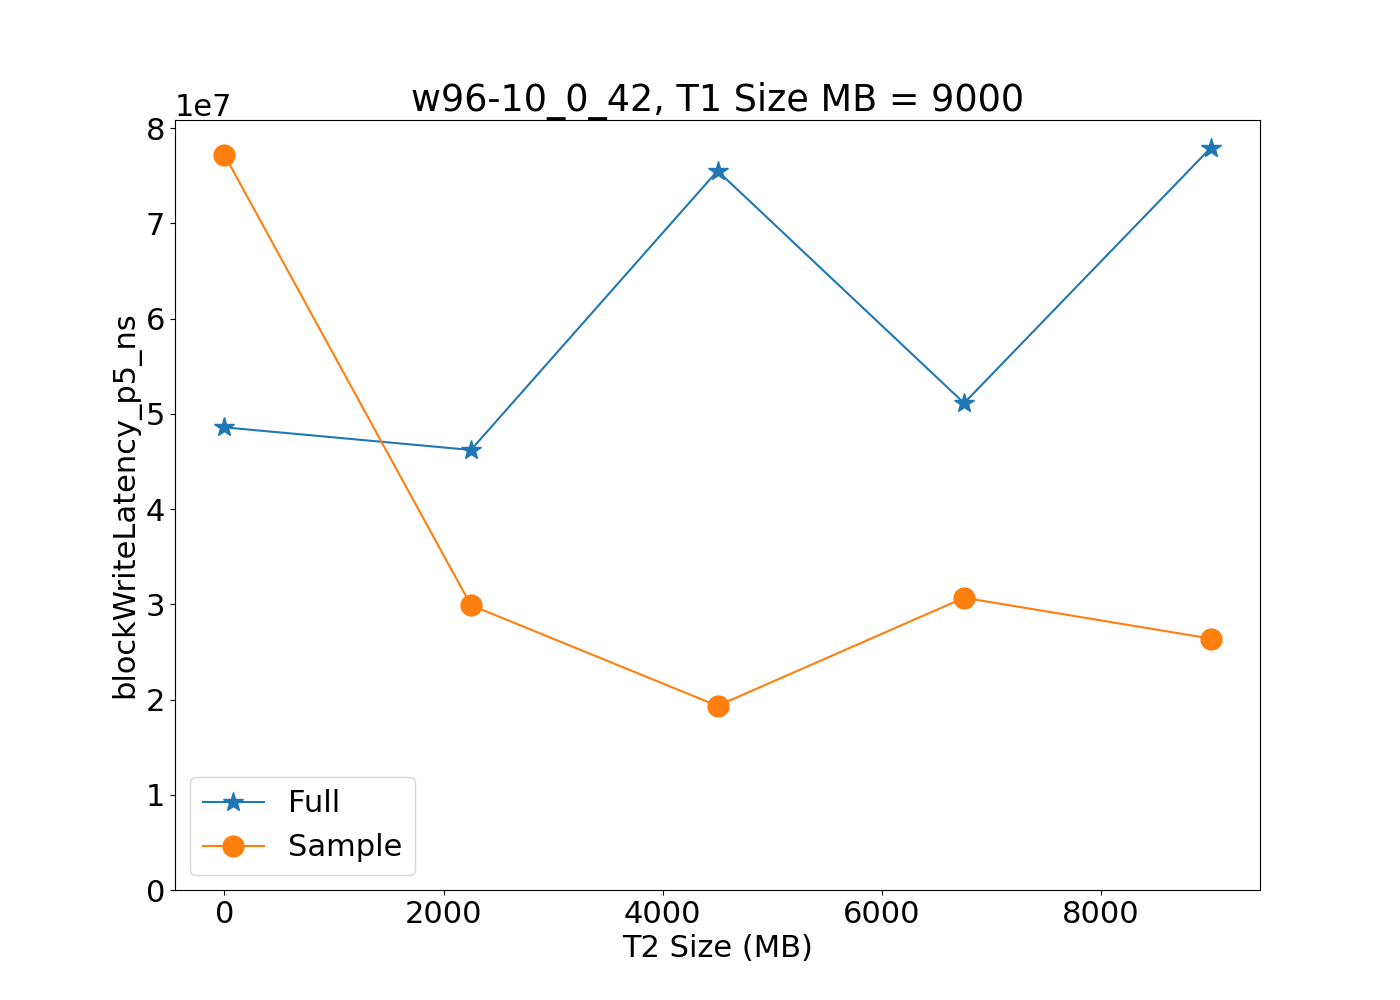 w96-10_0_42, T1 Size MB = 9000
1e7
8
7
6
5
4
3
2
1
0
blockWriteLatency_p5_ns
Full
Sample
0 2000 4000 6000 8000
T2 Size (MB)